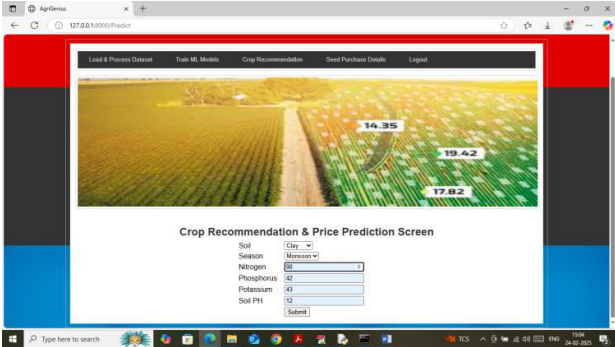 AgriGenius
127.0.0.1:8000/Predict
Load & Process Dataset Train ML Models Crop Recommendation Seed Purchase Details Logout
14.35
19.42
17.82
Crop Recommendation & Price Prediction Screen
Soil Clay
Season Monsoon
Nitrogen 90
Phosphorus 42
Potassium 43
Soil PH 12
Submit
Type here to search TCS ENG 15:04
24-02-2025